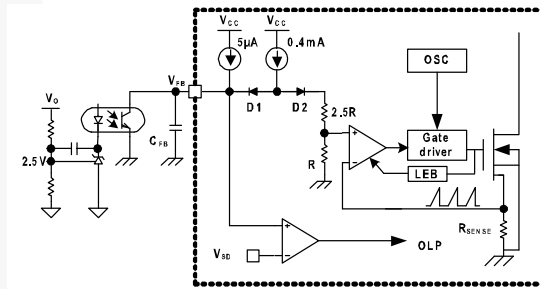 Vcc Vcc
5μA 0.4mA
OSC
VFB
D1 D2
Vo
2.5R
CFB
Gate
driver
2.5 V
R
LEB
RSENSE
VSD
OLP
+
-
+
-